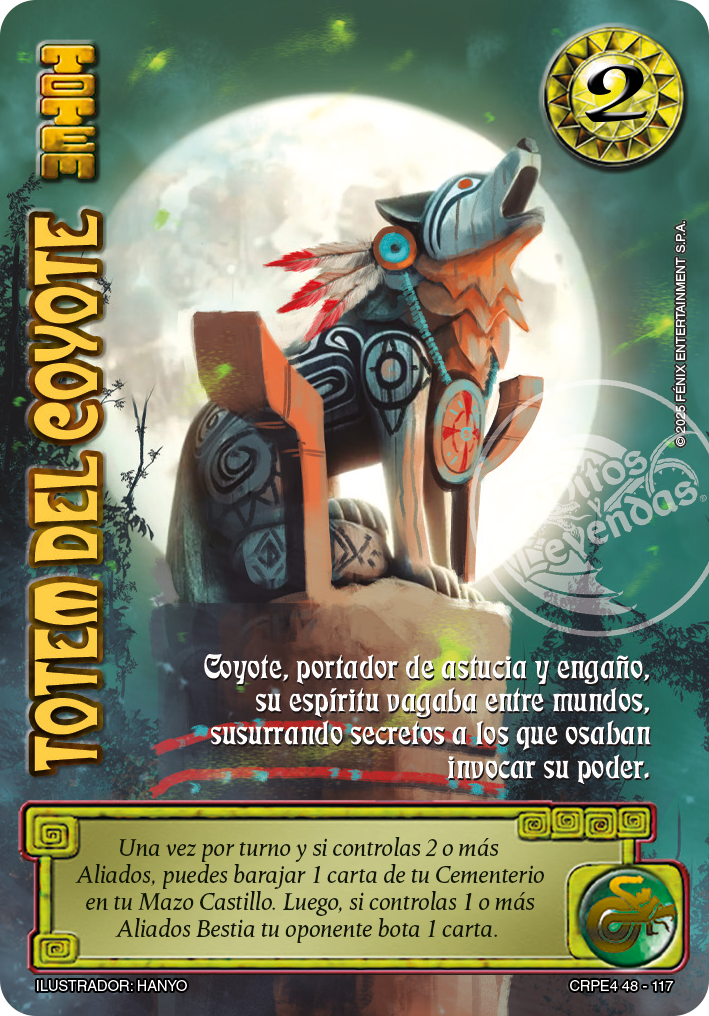 TOTEM
2
TOTEM DEL COYOTE
© 2025 FÉNIX ENTERTAINMENT S.P.A.
Mitos
y
Leyendas®
Coyote, portador de astucia y engaño,
su espíritu vagaba entre mundos,
susurrando secretos a los que osaban
invocar su poder.
Una vez por turno y si controlas 2 o más
Aliados, puedes barajar 1 carta de tu Cementerio
en tu Mazo Castillo. Luego, si controlas 1 o más
Aliados Bestia tu oponente bota 1 carta.
ILUSTRADOR: HANYO
CRPE4 48 - 117